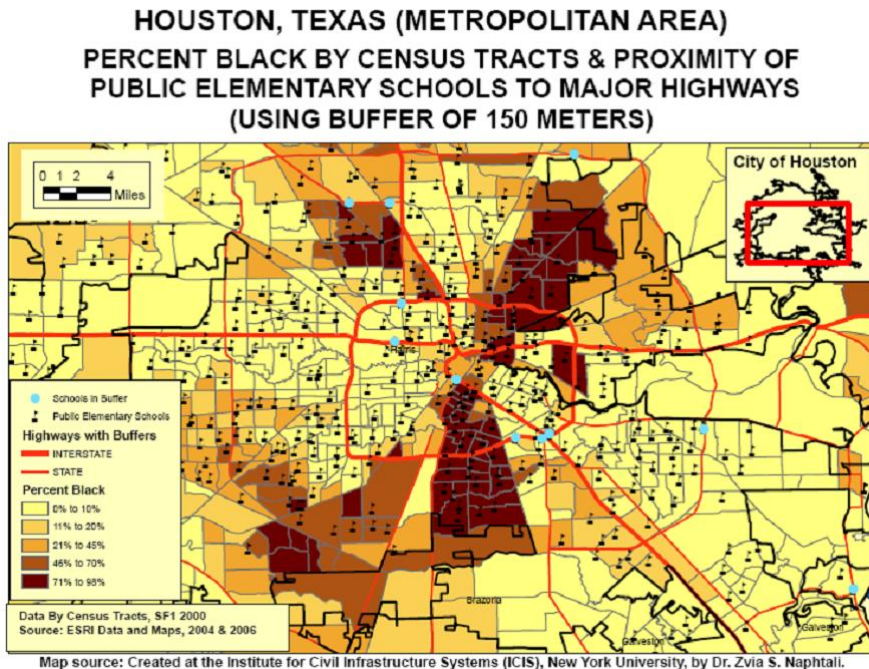 HOUSTON, TEXAS (METROPOLITAN AREA)
PERCENT BLACK BY CENSUS TRACTS & PROXIMITY OF
PUBLIC ELEMENTARY SCHOOLS TO MAJOR HIGHWAYS
(USING BUFFER OF 150 METERS)
0 1 2 4
Miles
City of Houston
Harris
Schools in Buffer
Public Elementary Schools
Highways with Buffers
INTERSTATE
STATE
Percent Black
0% to 10%
11% to 20%
21% to 45%
46% to 70%
71% to 98%
Brazoria
Galveston
Galveston
Data By Census Tracts, SF1 2000
Source: ESRI Data and Maps, 2004 & 2006
Map source: Created at the Institute for Civil Infrastructure Systems (ICIS), New York University, by Dr. Zvia S. Naphtali.